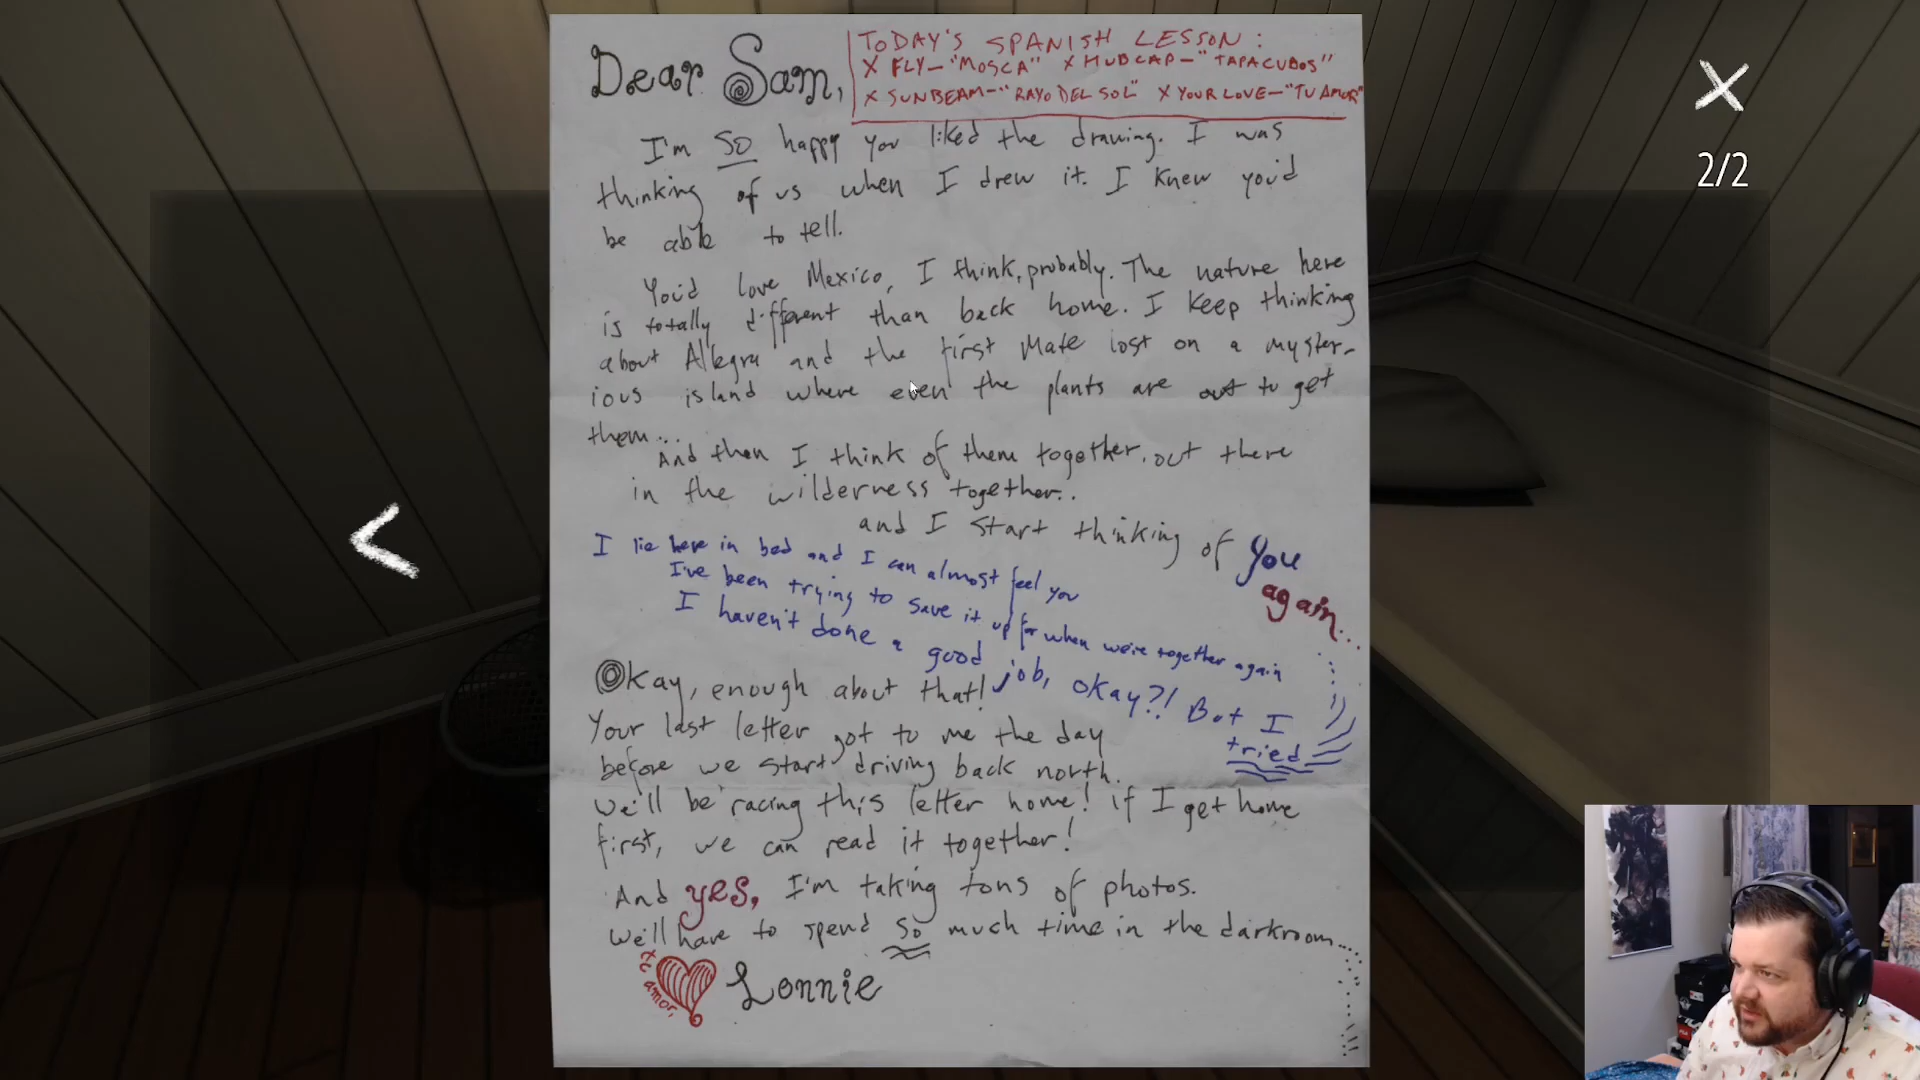 Dear Sam,
TODAY'S SPANISH LESSON:
X FLY—"MOSCA" X HUBCAP—"TAPACUBOS"
X SUNBEAM—"RAYO DEL SOL" X YOUR LOVE—"TU AMOR"
I'm SO happy you liked the drawing. I was
thinking of us when I drew it. I knew you'd
be able to tell.
You'd love Mexico, I think, probably. The nature here
is totally different than back home. I keep thinking
about Allegra and the First Mate lost on a myster-
ious island where even the plants are out to get
them...
And then I think of them together, out there
in the wilderness together...
and I start thinking of you
again...
I lie here in bed and I can almost feel you
I've been trying to save it up for when we're together again
I haven't done a good job, okay?! But I
tried
Okay, enough about that!
Your last letter got to me the day
before we start driving back north.
We'll be racing this letter home! if I get home
first, we can read it together!
And yes, I'm taking tons of photos.
We'll have to spend so much time in the darkroom...
tu amor,
Lonnie
2/2